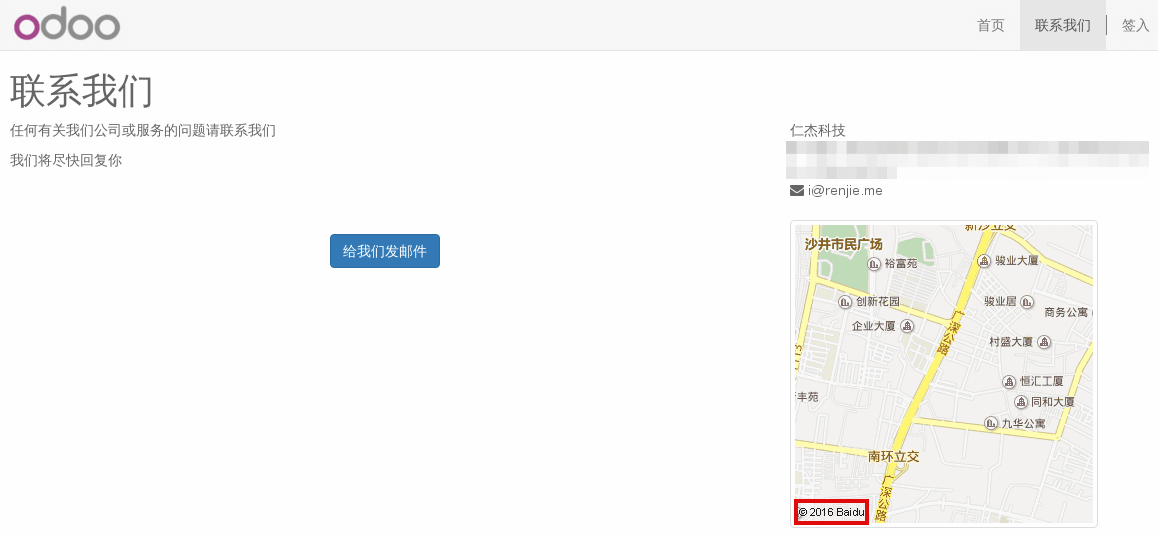 odoo
首页 联系我们 签入
联系我们
任何有关我们公司或服务的问题请联系我们
我们将尽快回复你
给我们发邮件
仁杰科技
i@renjie.me
新沙立交
沙井市民广场
裕富苑
骏业大厦
创新花园
骏业居
商务公寓
企业大厦
广深公路
村盛大厦
恒汇工厦
丰苑
同和大厦
九华公寓
南环立交
广深公路
© 2016 Baidu